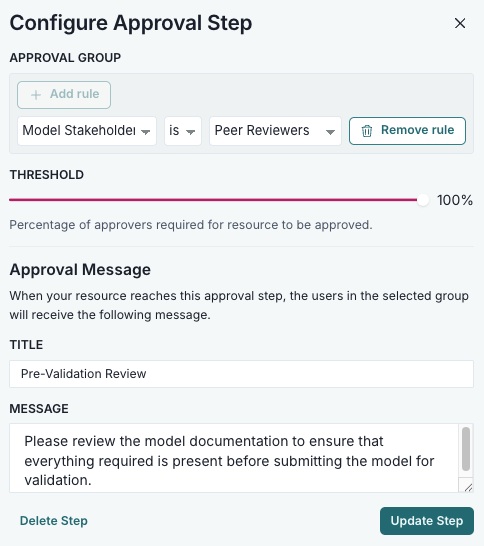 Configure Approval Step
APPROVAL GROUP
Add rule
Model Stakeholder is Peer Reviewers Remove rule
THRESHOLD
100%
Percentage of approvers required for resource to be approved.
Approval Message
When your resource reaches this approval step, the users in the selected group
will receive the following message.
TITLE
Pre-Validation Review
MESSAGE
Please review the model documentation to ensure that
everything required is present before submitting the model for
validation.
Delete Step Update Step